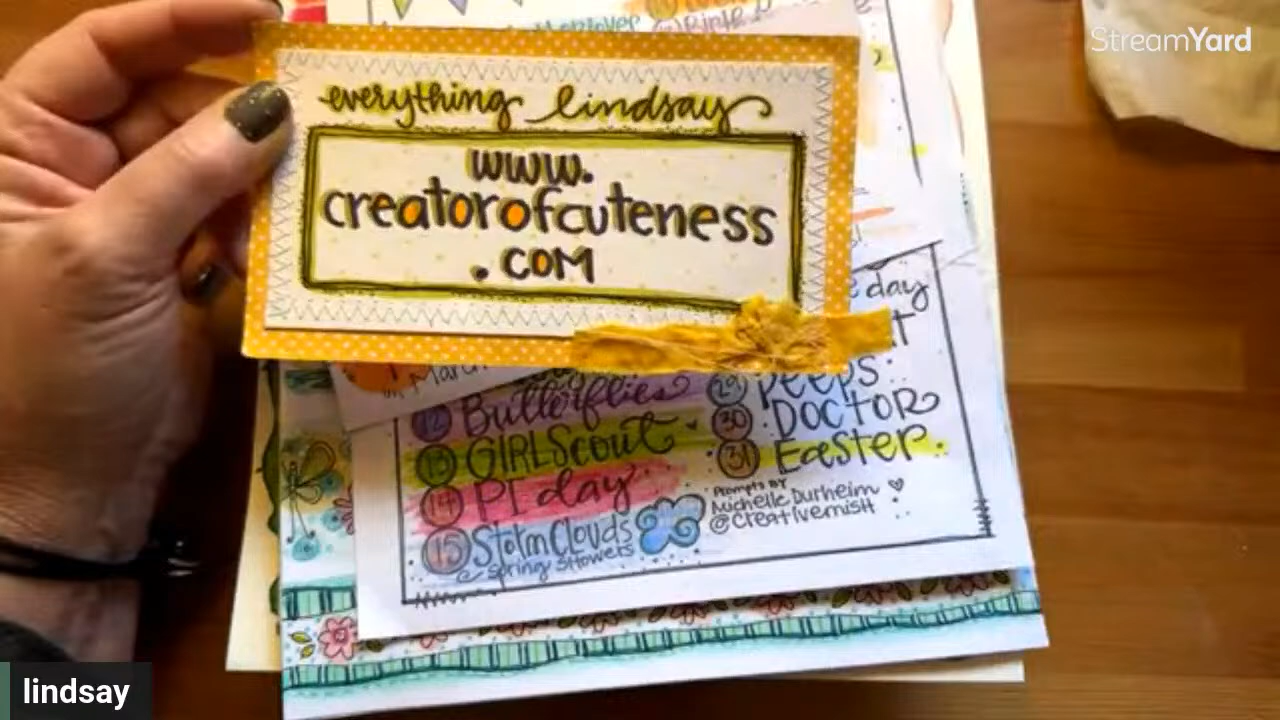 StreamYard
everything lindsay
www.
creatorofcuteness
.com
day
Peeps
30 DOCTOR
31 Easter
12 Butterflies
13 GIRLScout
14 PI day
15 Storm Clouds
Spring Showers
Prompts BY
Michelle Durheim
@creativemish
lindsay